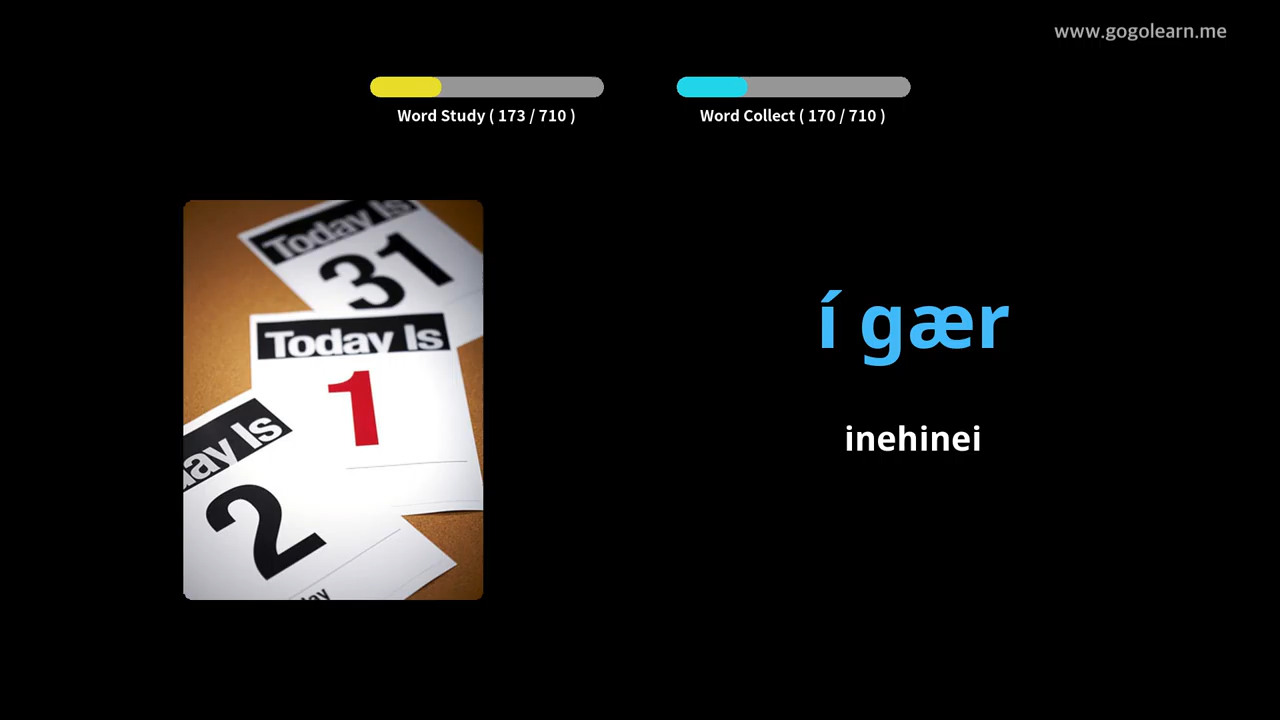 www.gogolearn.me
Word Study ( 173 / 710 )
Word Collect ( 170 / 710 )
Today Is
31
Today Is
1
ay Is
2
ay
í gær
inehinei